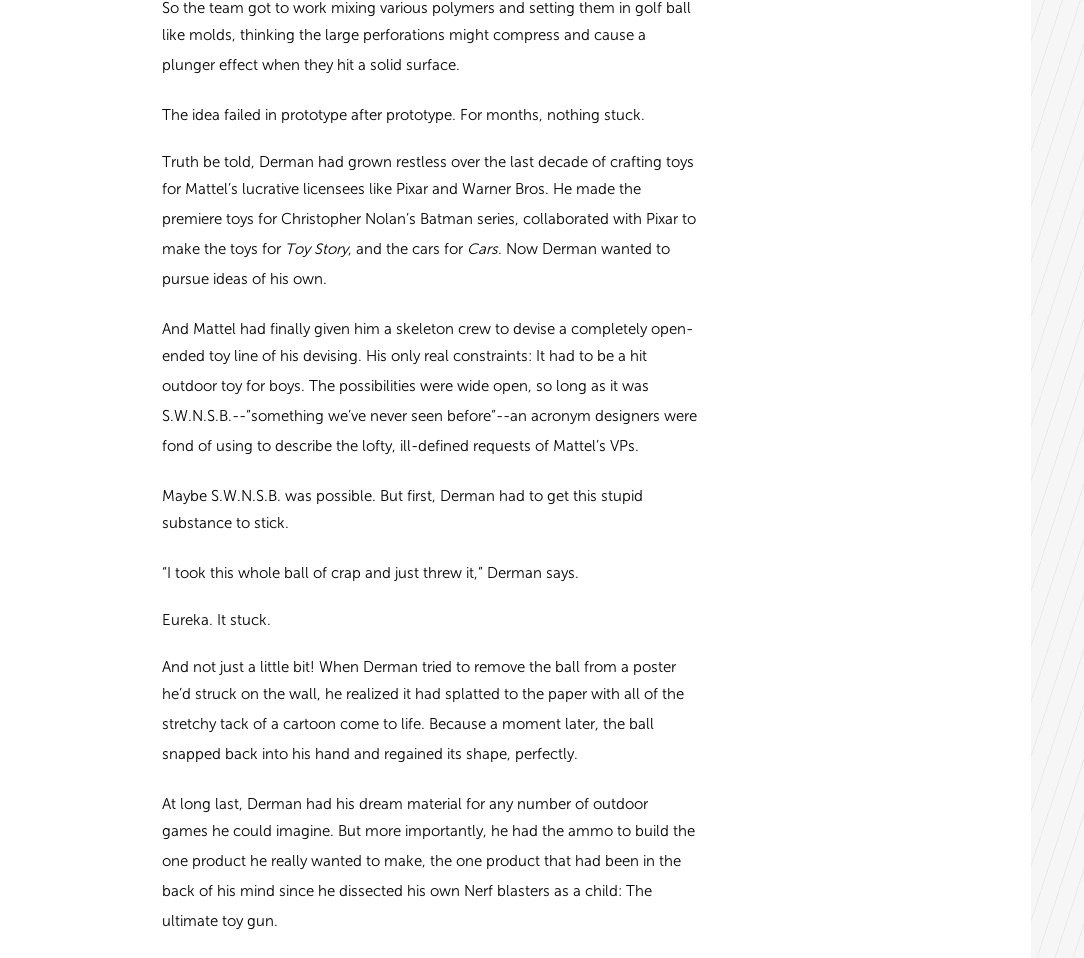 So the team got to work mixing various polymers and setting them in golf ball
like molds, thinking the large perforations might compress and cause a
plunger effect when they hit a solid surface.
The idea failed in prototype after prototype. For months, nothing stuck.
Truth be told, Derman had grown restless over the last decade of crafting toys
for Mattel’s lucrative licensees like Pixar and Warner Bros. He made the
premiere toys for Christopher Nolan’s Batman series, collaborated with Pixar to
make the toys for Toy Story, and the cars for Cars. Now Derman wanted to
pursue ideas of his own.
And Mattel had finally given him a skeleton crew to devise a completely open-
ended toy line of his devising. His only real constraints: It had to be a hit
outdoor toy for boys. The possibilities were wide open, so long as it was
S.W.N.S.B.--”something we’ve never seen before”--an acronym designers were
fond of using to describe the lofty, ill-defined requests of Mattel’s VPs.
Maybe S.W.N.S.B. was possible. But first, Derman had to get this stupid
substance to stick.
“I took this whole ball of crap and just threw it,” Derman says.
Eureka. It stuck.
And not just a little bit! When Derman tried to remove the ball from a poster
he’d struck on the wall, he realized it had splatted to the paper with all of the
stretchy tack of a cartoon come to life. Because a moment later, the ball
snapped back into his hand and regained its shape, perfectly.
At long last, Derman had his dream material for any number of outdoor
games he could imagine. But more importantly, he had the ammo to build the
one product he really wanted to make, the one product that had been in the
back of his mind since he dissected his own Nerf blasters as a child: The
ultimate toy gun.